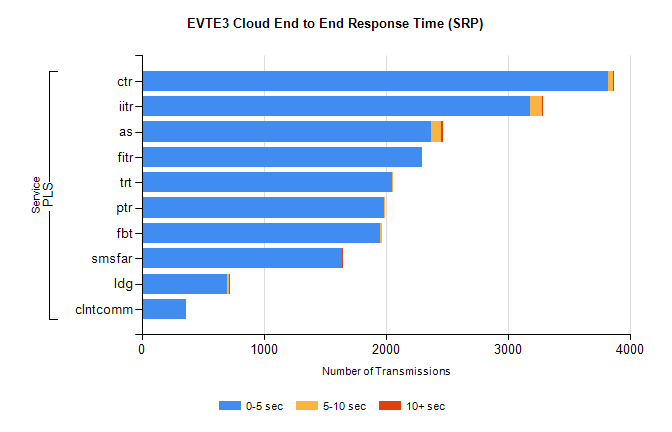 EVTE3 Cloud End to End Response Time (SRP)
Service
PLS
ctr
iitr
as
fitr
trt
ptr
fbt
smsfar
ldg
clntcomm
0 1000 2000 3000 4000
Number of Transmissions
0-5 sec 5-10 sec 10+ sec